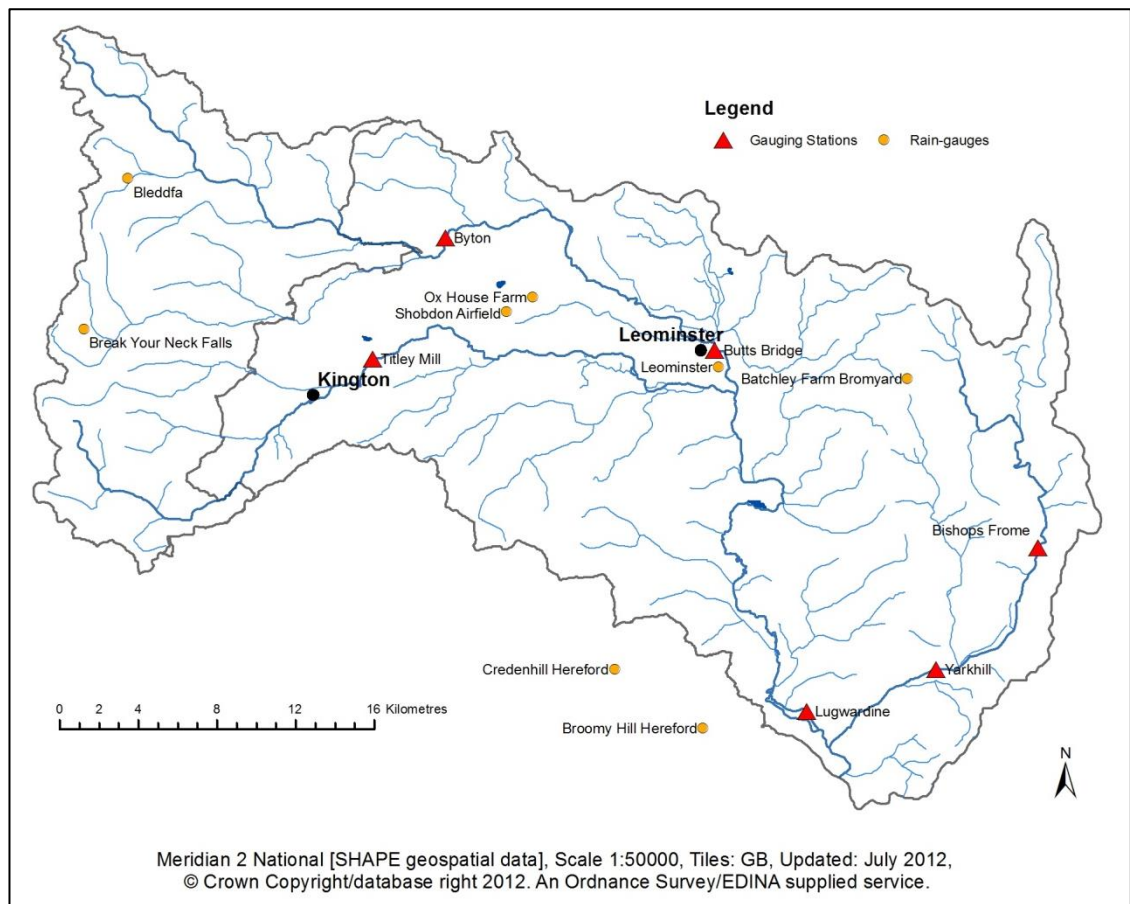 Legend
Gauging Stations
Rain-gauges
Bleddfa
Byton
Ox House Farm
Shobdon Airfield
Break Your Neck Falls
Leominster
Butts Bridge
Titley Mill
Leominster
Batchley Farm Bromyard
Kington
Bishops Frome
Credenhill Hereford
Yarkhill
Lugwardine
Broomy Hill Hereford
0 2 4 8 12 16 Kilometres
N
Meridian 2 National [SHAPE geospatial data], Scale 1:50000, Tiles: GB, Updated: July 2012,
© Crown Copyright/database right 2012. An Ordnance Survey/EDINA supplied service.